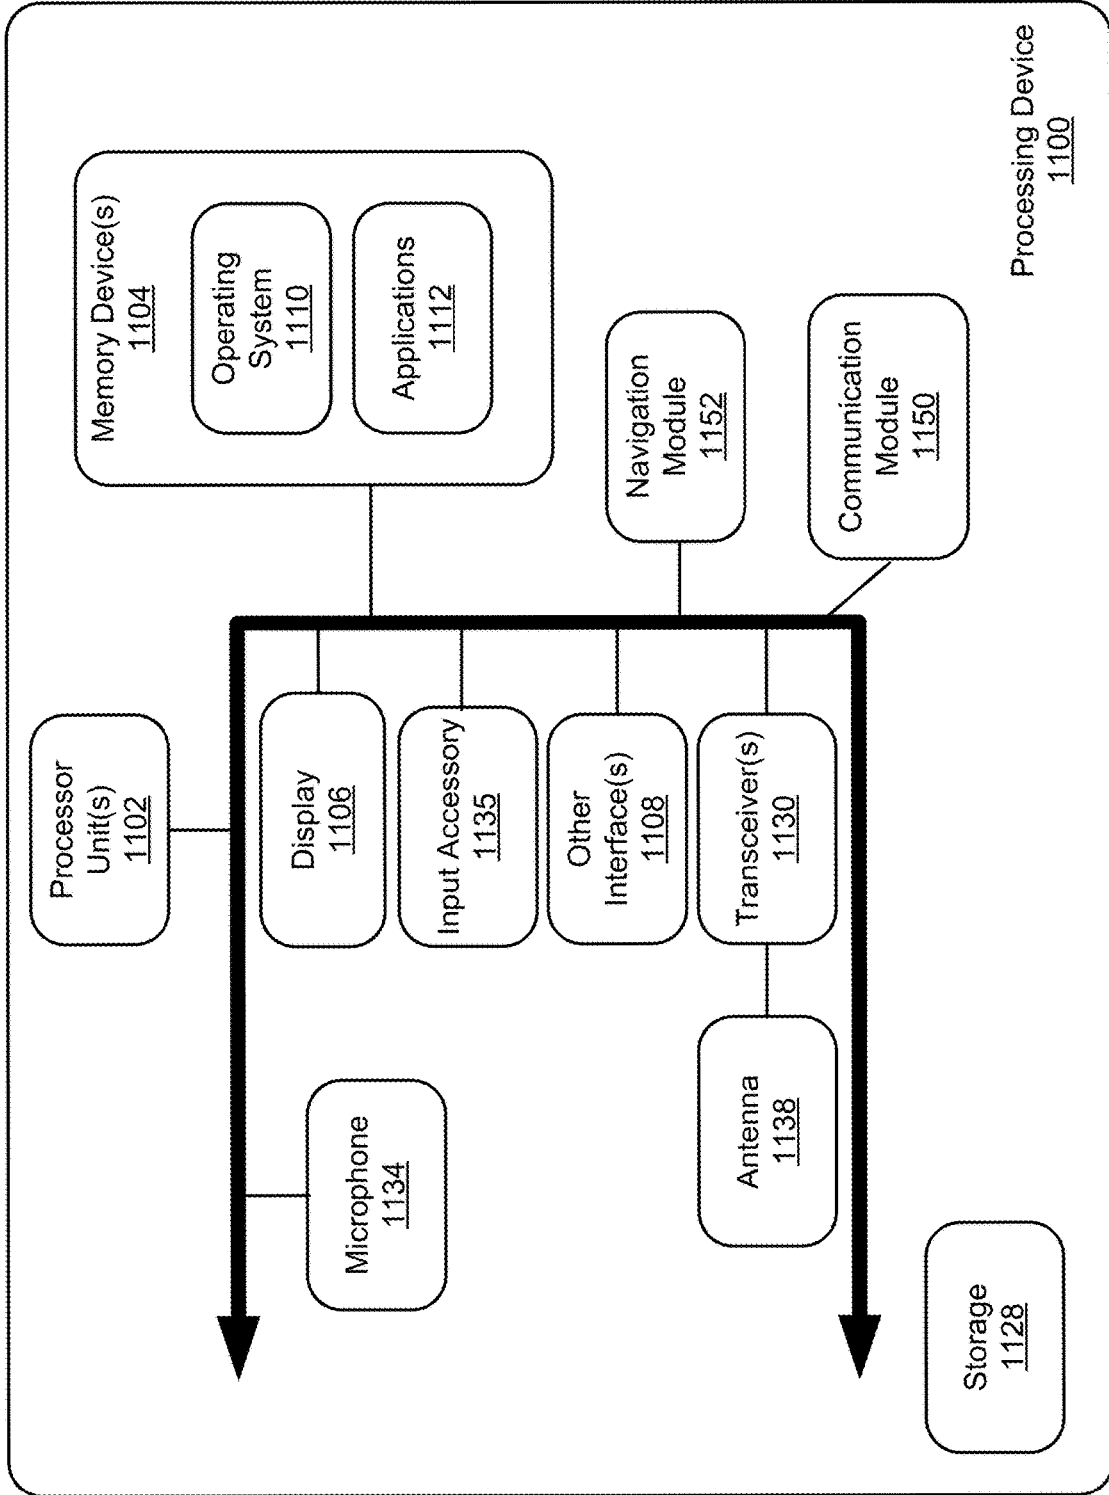 Processor
Unit(s)
1102
Memory Device(s)
1104
Operating
System
1110
Applications
1112
Display
1106
Input Accessory
1135
Other
Interface(s)
1108
Transceiver(s)
1130
Microphone
1134
Antenna
1138
Navigation
Module
1152
Communication
Module
1150
Storage
1128
Processing Device
1100